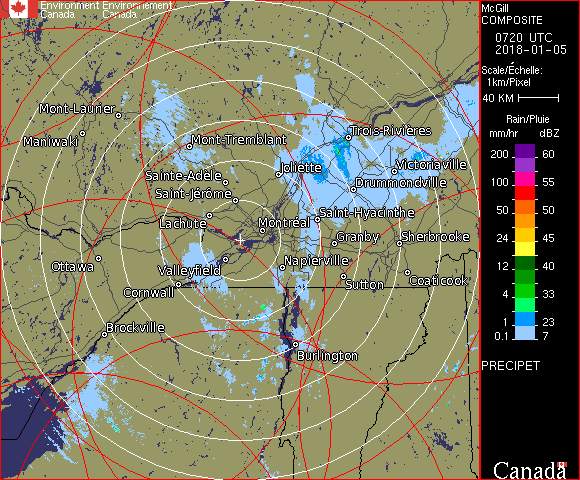 Environment Environnement
Canada Canada
McGill
COMPOSITE
0720 UTC
2018-01-05
Scale/Échelle:
1km/Pixel
40 KM
Rain/Pluie
mm/hr dBZ
200 60
100 55
50 50
24 45
12 40
4 33
1 23
0.1 7
PRECIPET
Canada
Mont-Laurier
Maniwaki
Mont-Tremblant
Trois-Rivières
Joliette
Victoriaville
Sainte-Adèle
Drummondville
Saint-Jérôme
Saint-Hyacinthe
Lachute
Montréal
Granby
Sherbrooke
Ottawa
Valleyfield
Napierville
Cornwall
Sutton
Coaticook
Brockville
Burlington